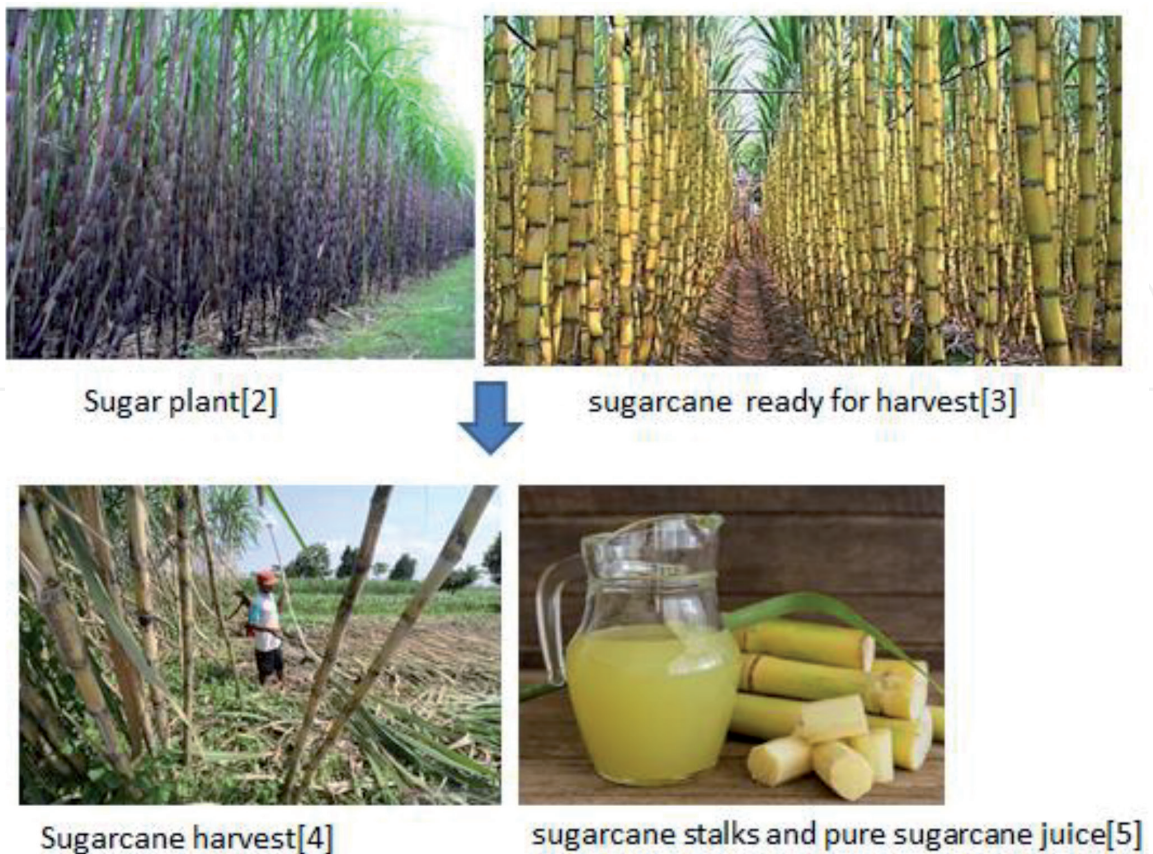 Sugar plant[2]
sugarcane ready for harvest[3]
Sugarcane harvest[4]
sugarcane stalks and pure sugarcane juice[5]